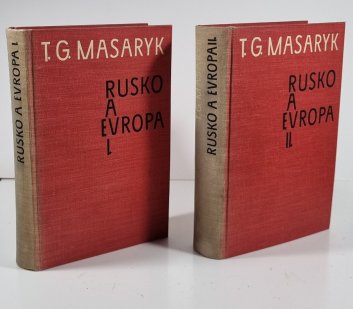 RUSKO A EVROPA I.
T. G. MASARYK
RUSKO
A
EVROPA
I.
RUSKO A EVROPA II.
T. G. MASARYK
RUSKO
A
EVROPA
II.